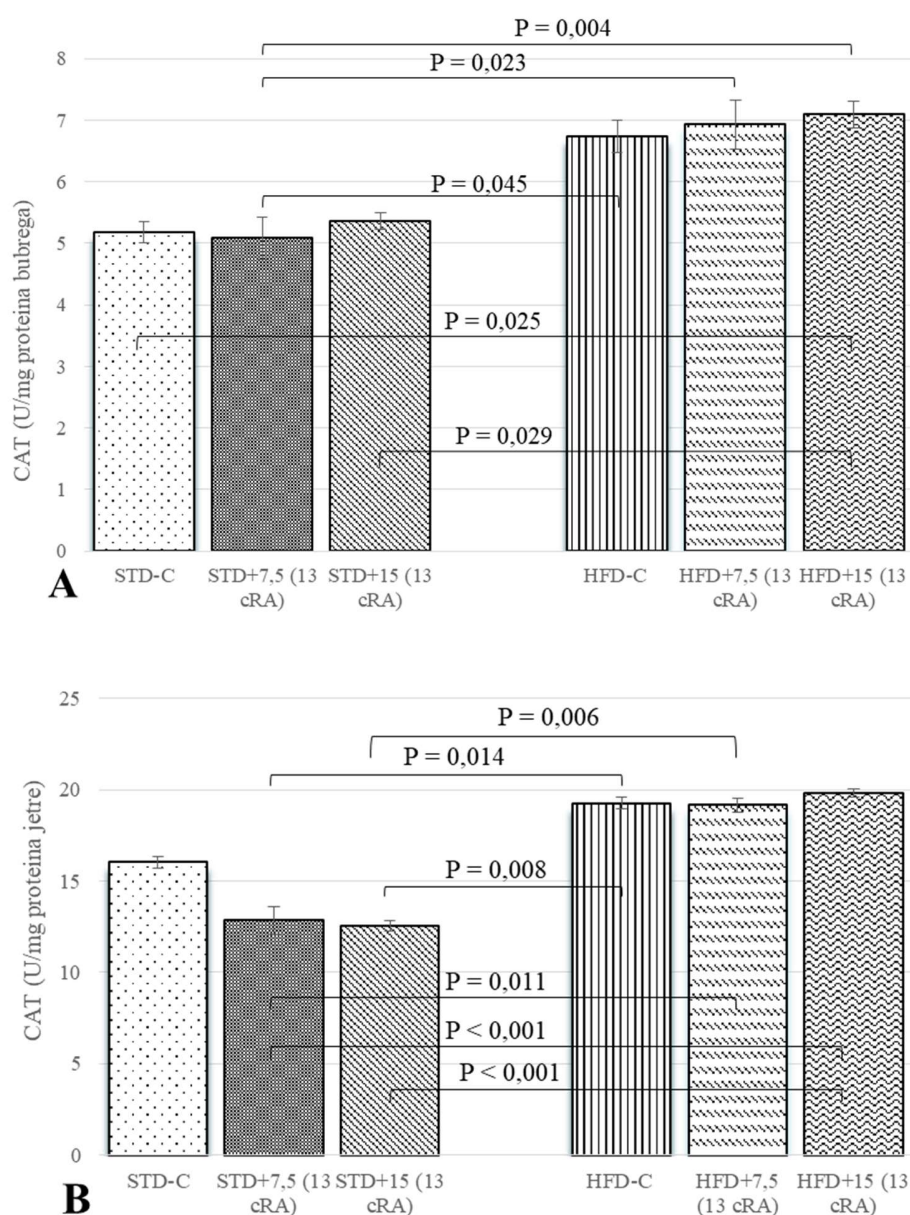 P = 0,004
P = 0,023
P = 0,045
P = 0,025
P = 0,029
CAT (U/mg proteina bubrega)
8
7
6
5
4
3
2
1
0
STD-C
STD+7,5 (13
cRA)
STD+15 (13
cRA)
HFD-C
HFD+7,5 (13
cRA)
HFD+15 (13
cRA)
A
P = 0,006
P = 0,014
P = 0,008
P = 0,011
P < 0,001
P < 0,001
CAT (U/mg proteina jetre)
25
20
15
10
5
0
STD-C
STD+7,5 (13
cRA)
STD+15 (13
cRA)
HFD-C
HFD+7,5
(13 cRA)
HFD+15 (13
cRA)
B